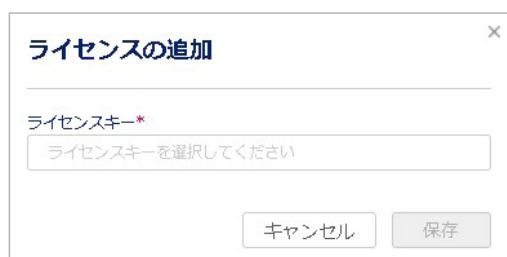 ライセンスの追加
ライセンスキー*
ライセンスキーを選択してください
キャンセル
保存